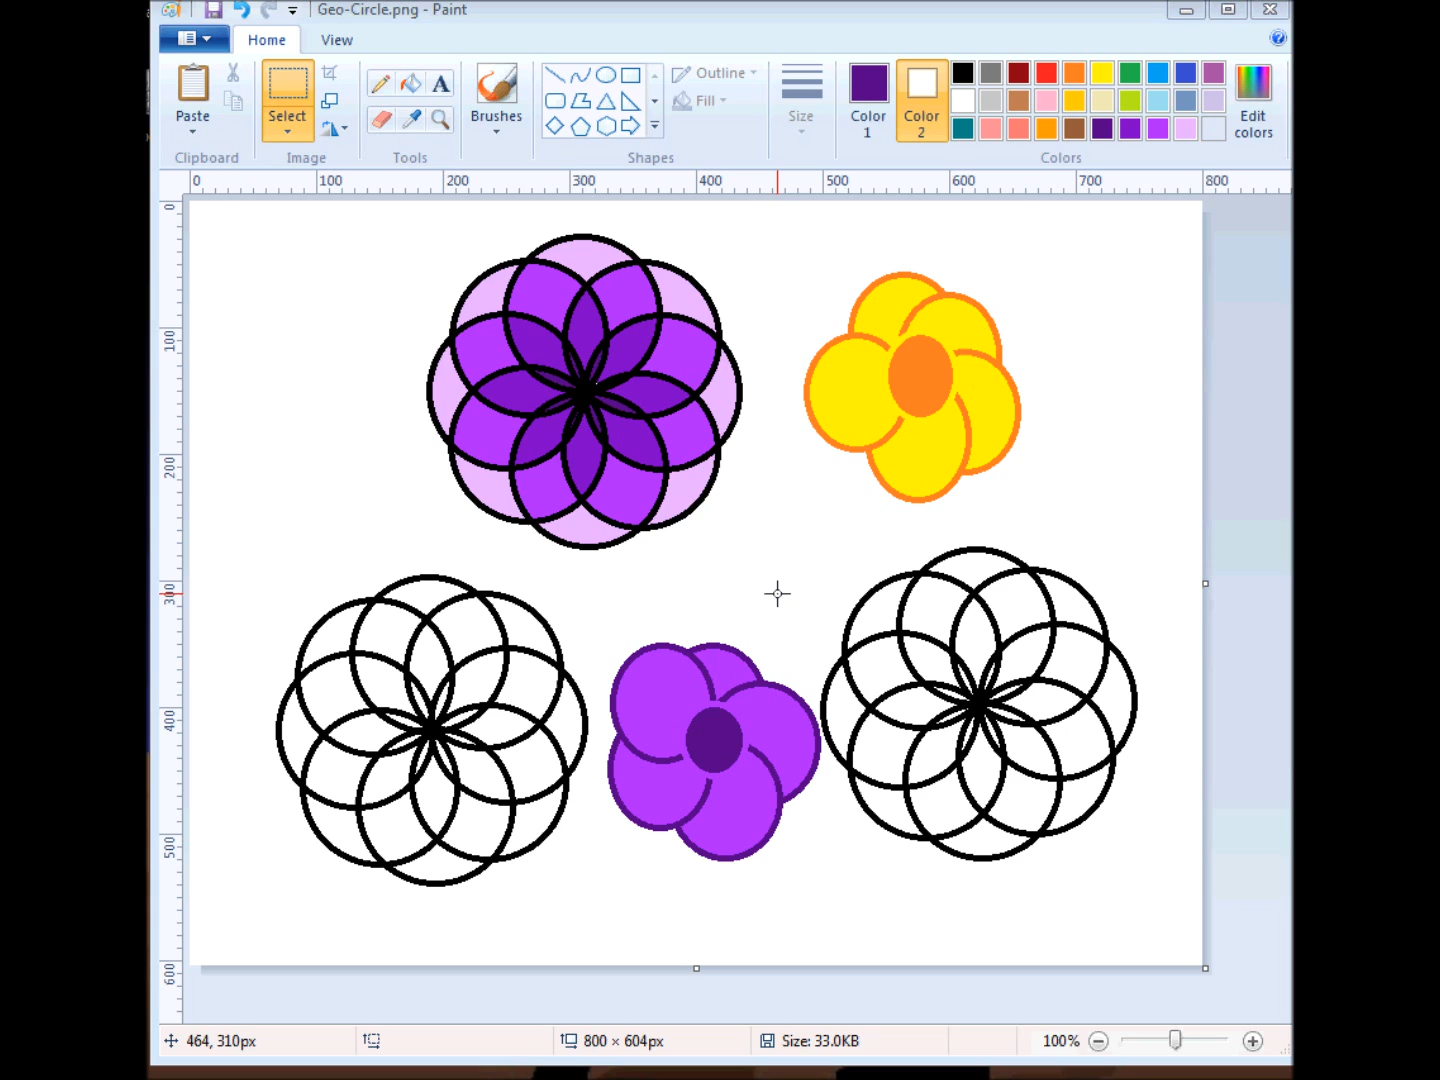 Geo-Circle.png - Paint
Home View
Paste Select Brushes Outline Fill Size Color 1 Color 2 Edit colors
Clipboard Image Tools Shapes Colors
0 100 200 300 400 500 600 700 800
0
100
200
300
400
500
600
464, 310px 800 × 604px Size: 33.0KB 100%